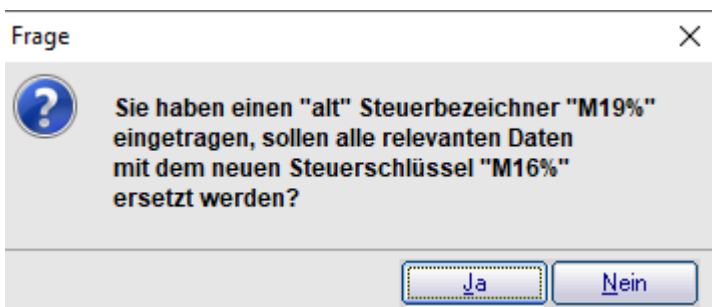 Frage
Sie haben einen "alt" Steuerbezeichner "M19%"
eingetragen, sollen alle relevanten Daten
mit dem neuen Steuerschlüssel "M16%"
ersetzt werden?
Ja
Nein